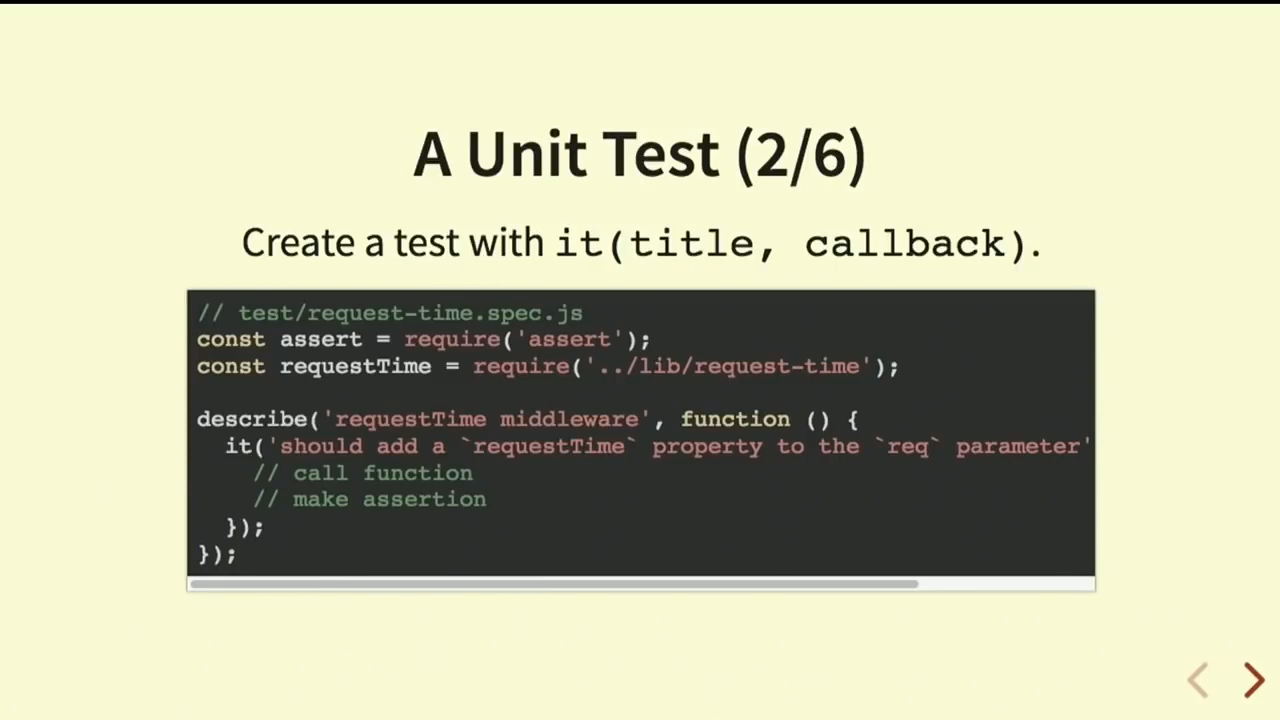 A Unit Test (2/6)
Create a test with it(title, callback).
// test/request-time.spec.js
const assert = require('assert');
const requestTime = require('../lib/request-time');
describe('requestTime middleware', function () {
it('should add a `requestTime` property to the `req` parameter'
// call function
// make assertion
});
});